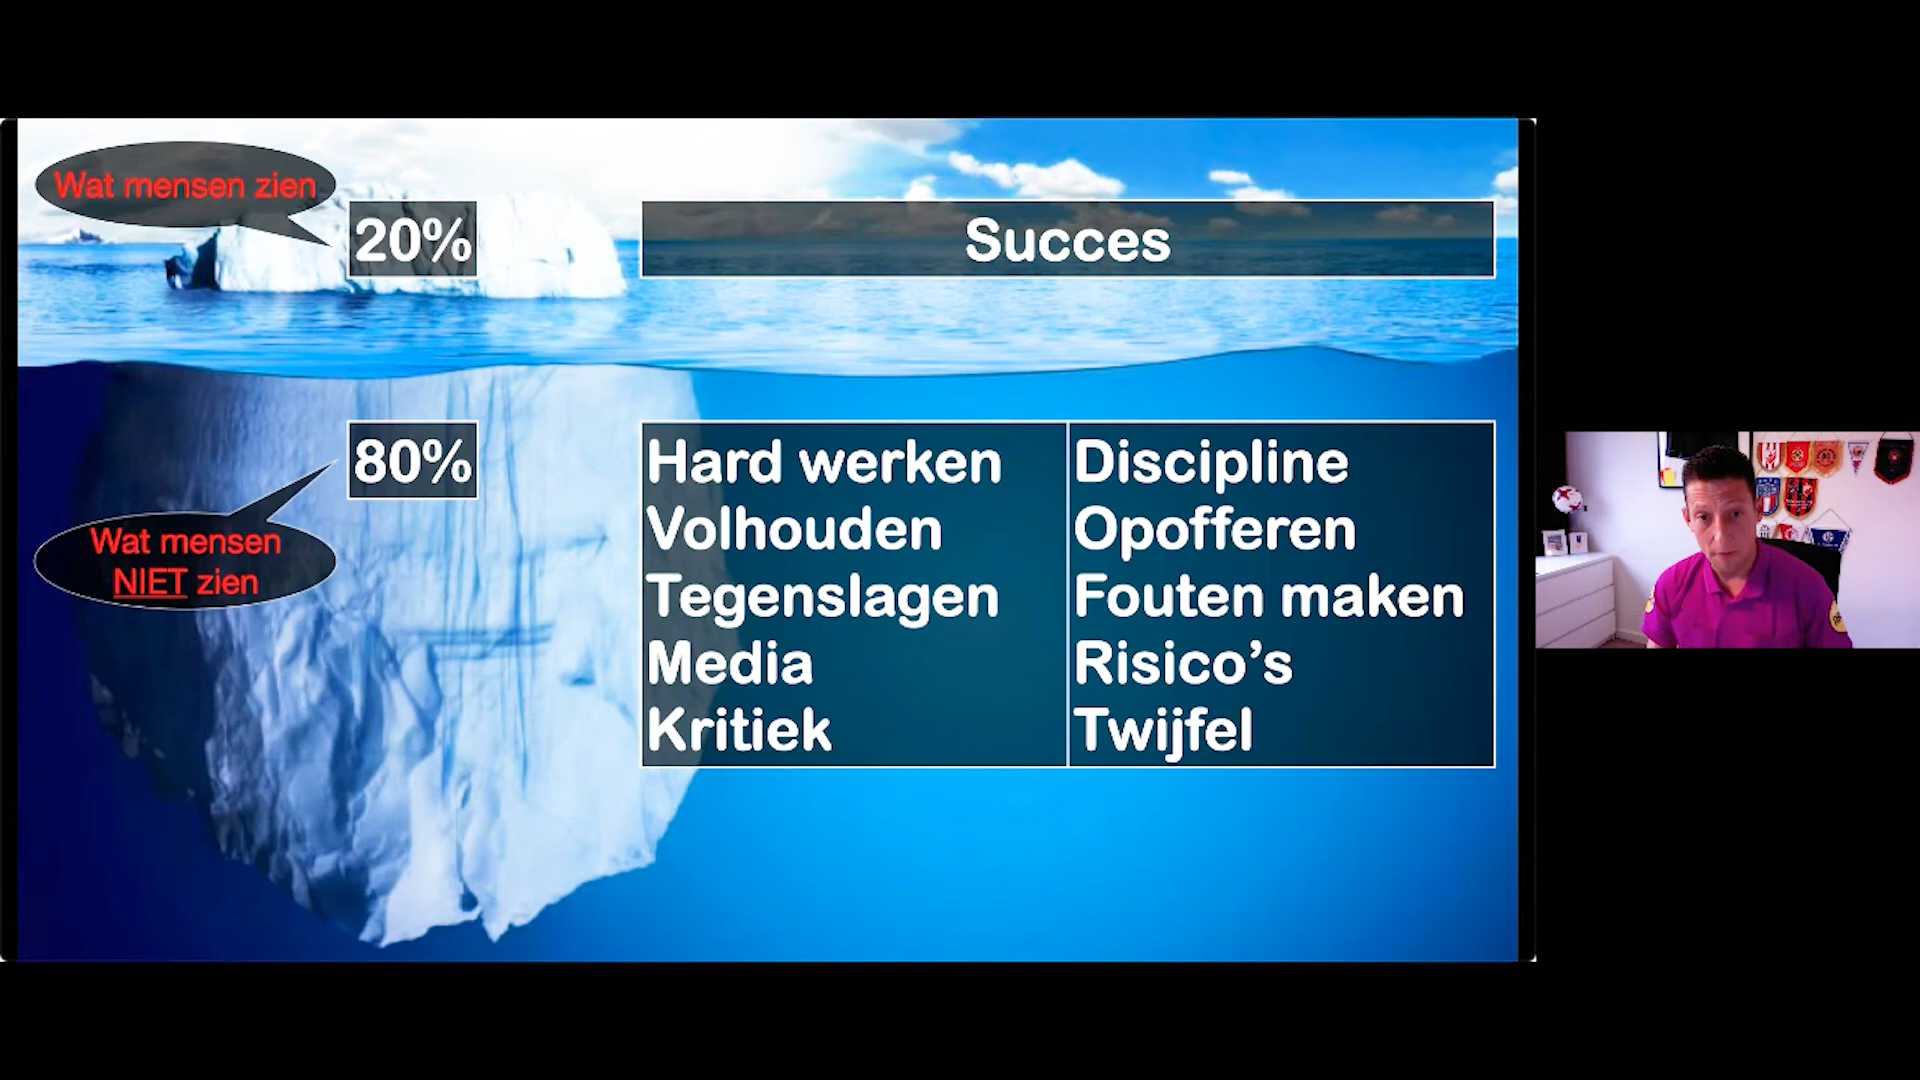 Wat mensen zien
20%
Succes
80%
Wat mensen
NIET zien
Hard werken
Volhouden
Tegenslagen
Media
Kritiek
Discipline
Opofferen
Fouten maken
Risico’s
Twijfel